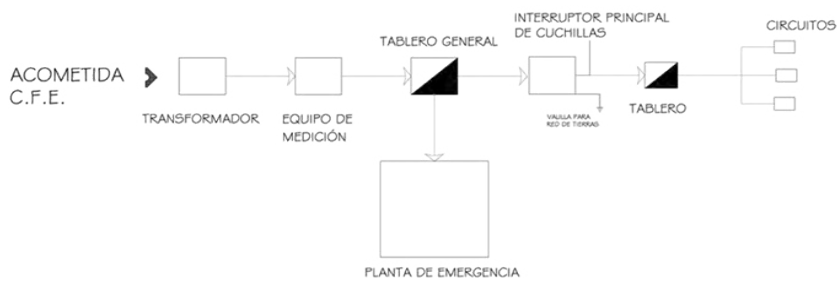 ACOMETIDA
C.F.E.
TRANSFORMADOR
EQUIPO DE
MEDICIÓN
TABLERO GENERAL
PLANTA DE EMERGENCIA
INTERRUPTOR PRINCIPAL
DE CUCHILLAS
VALILLA PARA
RED DE TIERRAS
TABLERO
CIRCUITOS